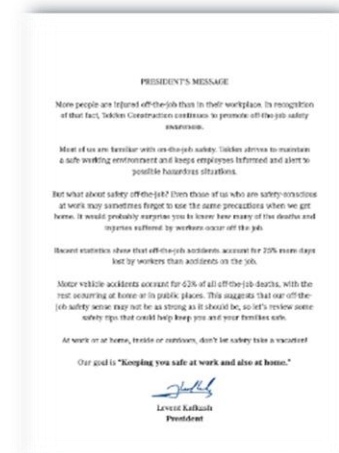 PRESIDENT'S MESSAGE
More people are injured off-the-job than in their workplace. In recognition
of that fact, Tekfen Construction continues to promote off-the-job safety
awareness.
Most of us are familiar with on-the-job safety. Tekfen strives to maintain
a safe working environment and keeps employees informed and alert to
possible hazardous situations.
But what about safety off-the-job? Even those of us who are safety-conscious
at work may sometimes forget to use the same precautions when we get
home. It would probably surprise you to know how many of the deaths and
injuries suffered by workers occur off the job.
Recent statistics show that off-the-job accidents account for 25% more days
lost by workers than accidents on the job.
Motor vehicle accidents account for 62% of all off-the-job deaths, with the
rest occurring at home or in public places. This suggests that our off-the-
job safety sense may not be as strong as it should be, so let's review some
safety tips that could help keep you and your families safe.
At work or at home, inside or outdoors, don't let safety take a vacation!
Our goal is "Keeping you safe at work and also at home."
Levent Kafkaslı
President